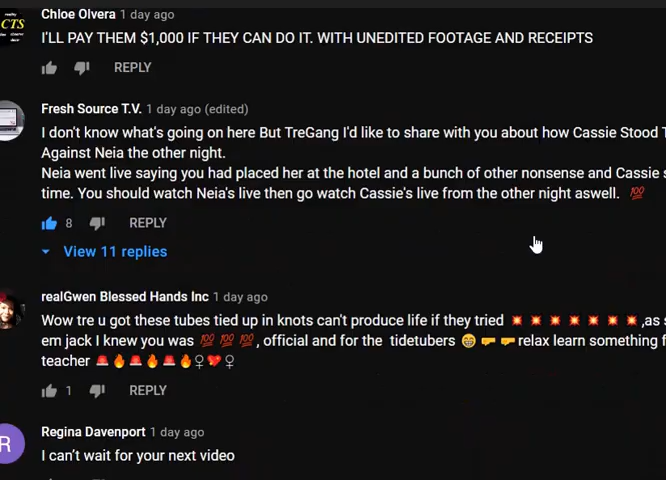 CTS
Chloe Olvera 1 day ago
I'LL PAY THEM $1,000 IF THEY CAN DO IT. WITH UNEDITED FOOTAGE AND RECEIPTS
REPLY
Fresh Source T.V. 1 day ago (edited)
I don't know what's going on here But TreGang I'd like to share with you about how Cassie Stood T
Against Neia the other night.
Neia went live saying you had placed her at the hotel and a bunch of other nonsense and Cassie s
time. You should watch Neia's live then go watch Cassie's live from the other night aswell. 💯
8 REPLY
View 11 replies
realGwen Blessed Hands Inc 1 day ago
Wow tre u got these tubes tied up in knots can't produce life if they tried 💥 💥 💥 💥 💥 💥 💥,as s
em jack I knew you was 💯 💯 💯, official and for the tidetubers 😁 🤛 🤛 relax learn something f
teacher 🚨🔥🚨🔥🚨🔥♀💔♀
1 REPLY
R
Regina Davenport 1 day ago
I can't wait for your next video